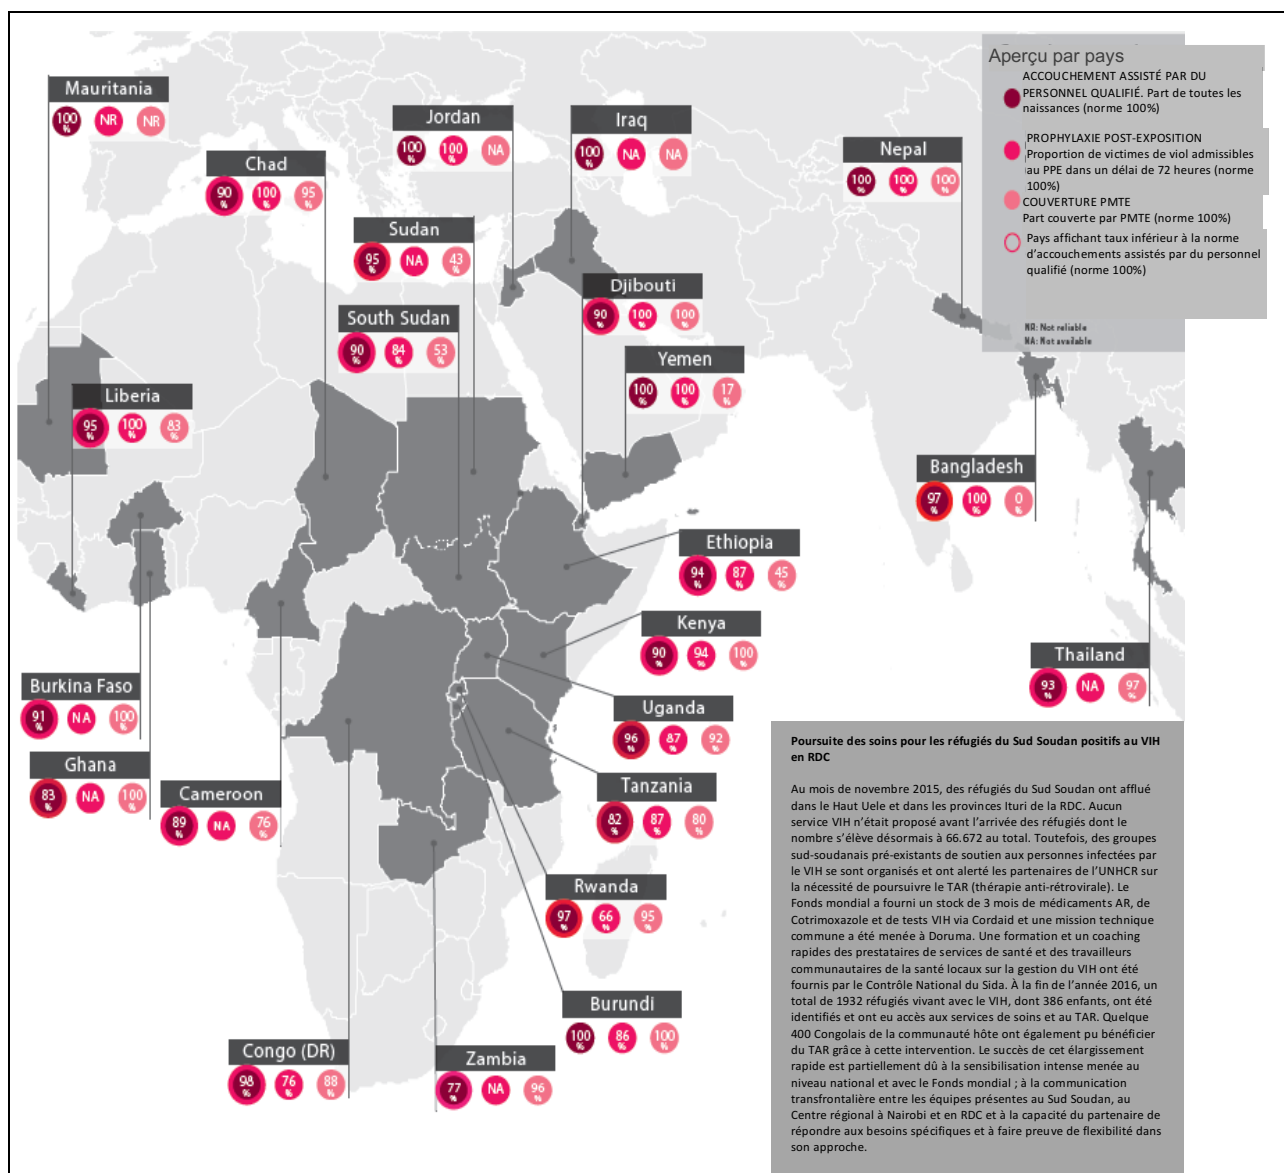 Aperçu par pays
ACCOUCHEMENT ASSISTÉ PAR DU
PERSONNEL QUALIFIÉ. Part de toutes les
naissances (norme 100%)
PROPHYLAXIE POST-EXPOSITION
Proportion de victimes de viol admissibles
au PPE dans un délai de 72 heures (norme
100%)
COUVERTURE PMTE
Part couverte par PMTE (norme 100%)
Pays affichant taux inférieur à la norme
d'accouchements assistés par du personnel
qualifié (norme 100%)
NR: Not reliable
NA: Not available
Mauritania
100 % NR NR
Chad
90 % 100 % 95 %
Jordan
100 % 100 % NA
Iraq
100 % NA NA
Nepal
100 % 100 % 100 %
Sudan
95 % NA 43 %
South Sudan
90 % 84 % 53 %
Djibouti
90 % 100 % 100 %
Yemen
100 % 100 % 17 %
Liberia
95 % 100 % 83 %
Bangladesh
97 % 100 % 0 %
Ethiopia
94 % 87 % 45 %
Kenya
90 % 94 % 100 %
Thailand
93 % NA 97 %
Burkina Faso
91 % NA 100 %
Uganda
96 % 87 % 92 %
Ghana
83 % NA 100 %
Cameroon
89 % NA 76 %
Tanzania
82 % 87 % 80 %
Rwanda
97 % 66 % 95 %
Burundi
100 % 86 % 100 %
Congo (DR)
98 % 76 % 88 %
Zambia
77 % NA 96 %
Poursuite des soins pour les réfugiés du Sud Soudan positifs au VIH
en RDC
Au mois de novembre 2015, des réfugiés du Sud Soudan ont afflué
dans le Haut Uele et dans les provinces Ituri de la RDC. Aucun
service VIH n'était proposé avant l'arrivée des réfugiés dont le
nombre s'élève désormais à 66.672 au total. Toutefois, des groupes
sud-soudanais pré-existants de soutien aux personnes infectées par
le VIH se sont organisés et ont alerté les partenaires de l'UNHCR sur
la nécessité de poursuivre le TAR (thérapie anti-rétrovirale). Le
Fonds mondial a fourni un stock de 3 mois de médicaments AR, de
Cotrimoxazole et de tests VIH via Cordaid et une mission technique
commune a été menée à Doruma. Une formation et un coaching
rapides des prestataires de services de santé et des travailleurs
communautaires de la santé locaux sur la gestion du VIH ont été
fournis par le Contrôle National du Sida. À la fin de l'année 2016, un
total de 1932 réfugiés vivant avec le VIH, dont 386 enfants, ont été
identifiés et ont eu accès aux services de soins et au TAR. Quelque
400 Congolais de la communauté hôte ont également pu bénéficier
du TAR grâce à cette intervention. Le succès de cet élargissement
rapide est partiellement dû à la sensibilisation intense menée au
niveau national et avec le Fonds mondial ; à la communication
transfrontalière entre les équipes présentes au Sud Soudan, au
Centre régional à Nairobi et en RDC et à la capacité du partenaire de
répondre aux besoins spécifiques et à faire preuve de flexibilité dans
son approche.